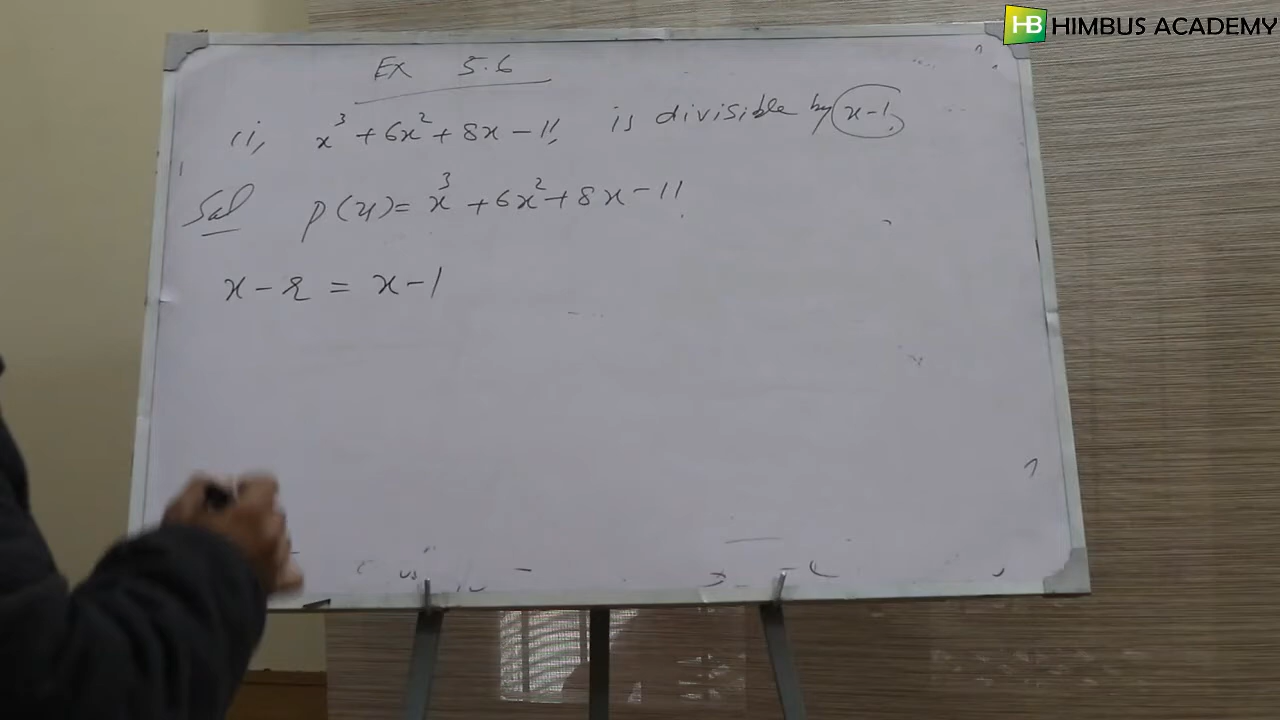 HB HIMBUS ACADEMY
Ex 5.6
(i, x³ + 6x² + 8x - 11, is divisible by x-1,
Sol p(x) = x³ + 6x² + 8x - 11
x - r = x - 1